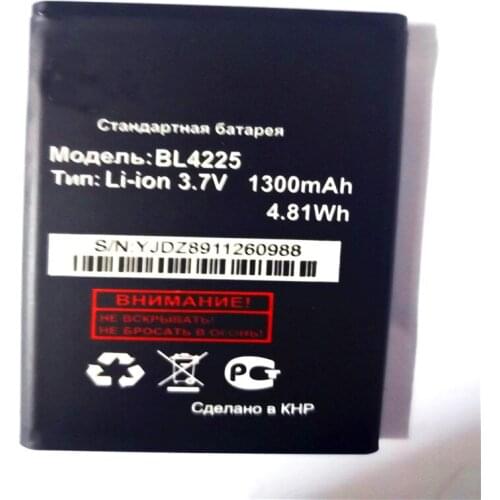 Стандартная батарея
Модель: BL4225
Тип: Li-ion 3.7V 1300mAh
4.81Wh
S/N:YJDZ8911260988
ВНИМАНИЕ!
НЕ ВСКРЫВАТЬ!
НЕ БРОСАТЬ В ОГОНЬ!
Сделано в КНР